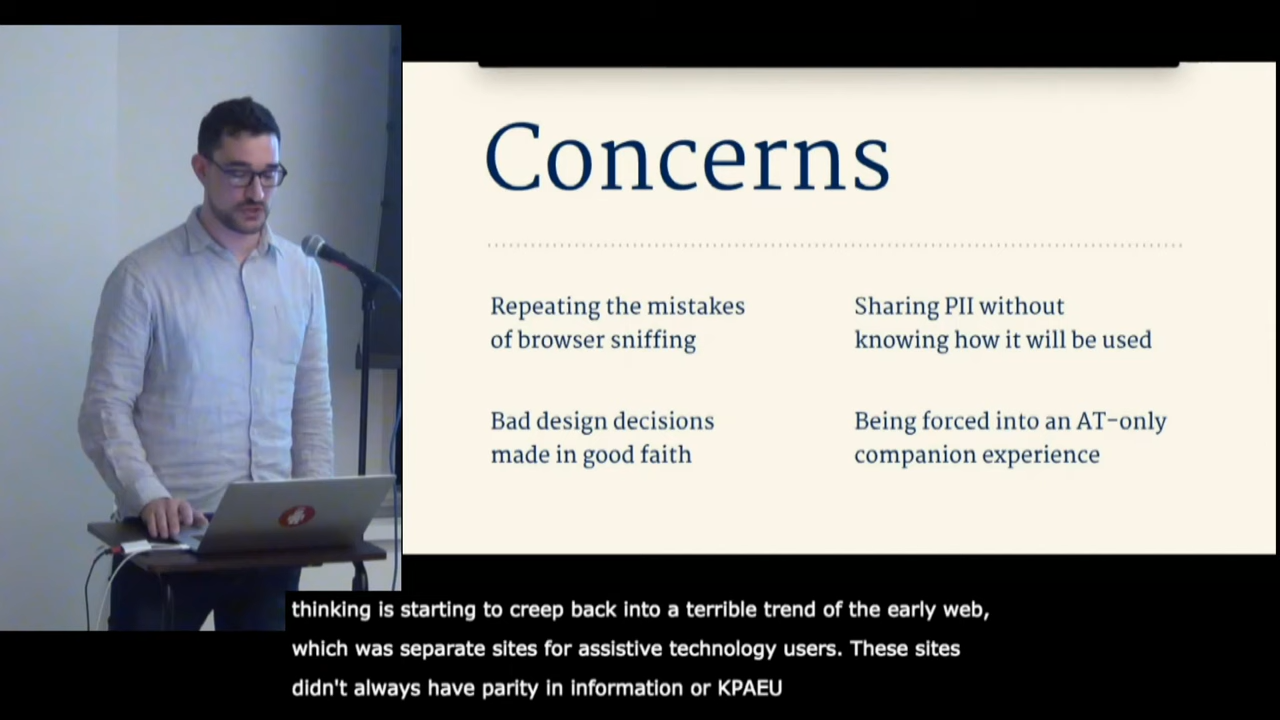 Concerns
Repeating the mistakes
of browser sniffing
Sharing PII without
knowing how it will be used
Bad design decisions
made in good faith
Being forced into an AT-only
companion experience
thinking is starting to creep back into a terrible trend of the early web,
which was separate sites for assistive technology users. These sites
didn't always have parity in information or KPAEU